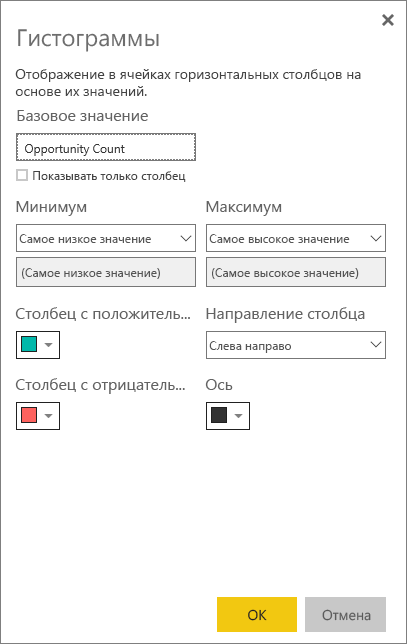 Гистограммы
Отображение в ячейках горизонтальных столбцов на
основе их значений.
Базовое значение
Opportunity Count
Показывать только столбец
Минимум
Максимум
Самое низкое значение
Самое высокое значение
(Самое низкое значение)
(Самое высокое значение)
Столбец с положитель...
Направление столбца
Слева направо
Столбец с отрицатель...
Ось
ОК
Отмена